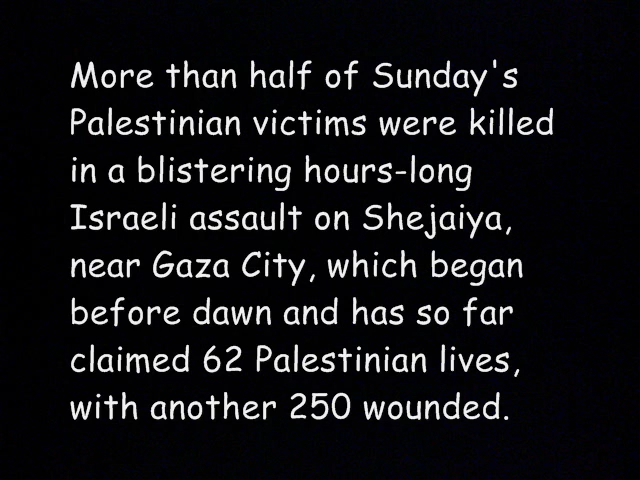 More than half of Sunday's
Palestinian victims were killed
in a blistering hours-long
Israeli assault on Shejaiya,
near Gaza City, which began
before dawn and has so far
claimed 62 Palestinian lives,
with another 250 wounded.